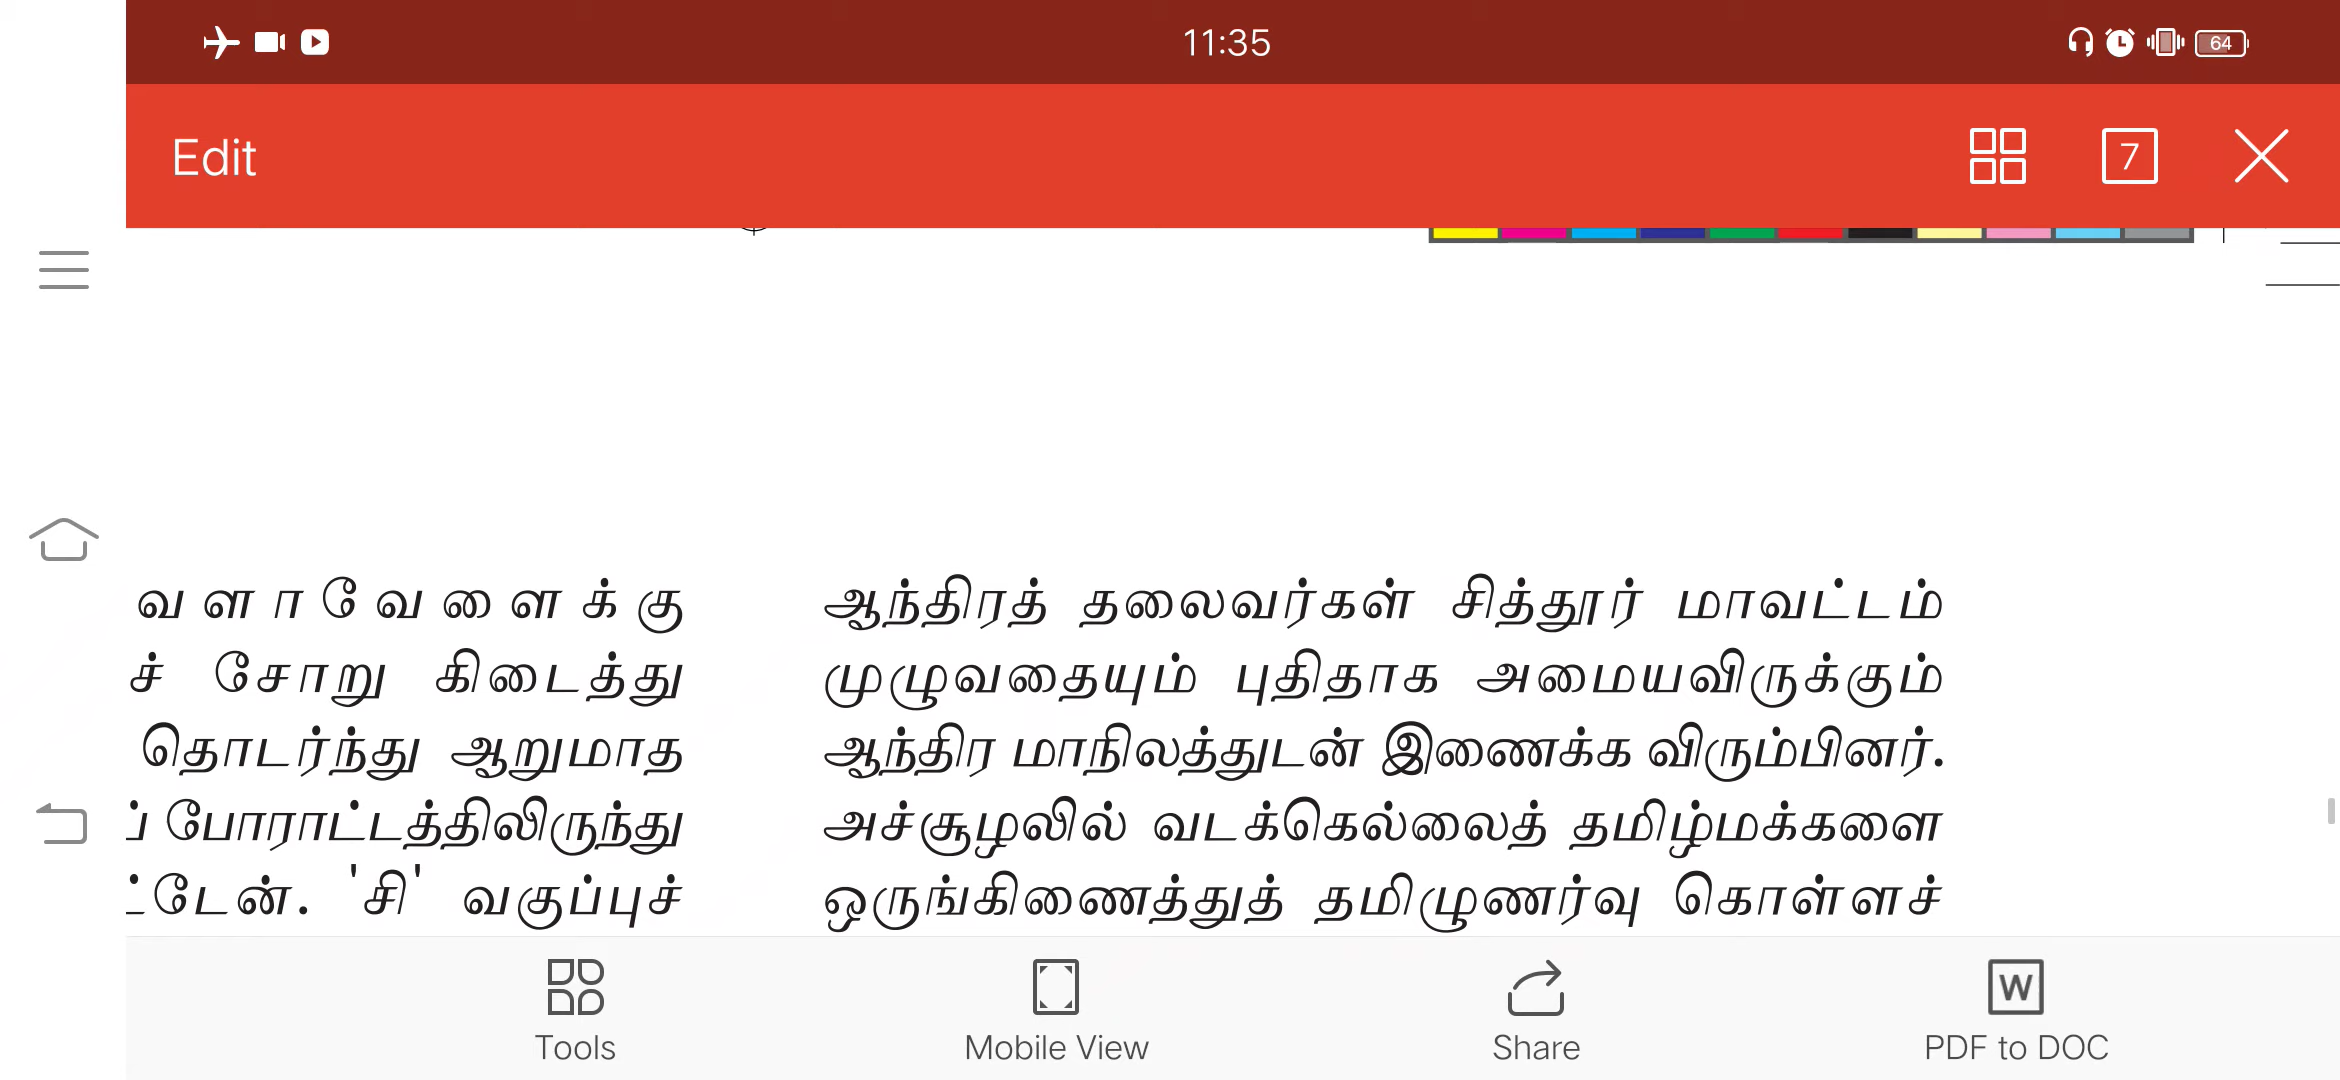 11:35
64
Edit
7
வளாவேளைக்கு
ச் சோறு கிடைத்து
தொடர்ந்து ஆறுமாத
ப் போராட்டத்திலிருந்து
ட்டேன். 'சி' வகுப்புச்
ஆந்திரத் தலைவர்கள் சித்தூர் மாவட்டம்
முழுவதையும் புதிதாக அமையவிருக்கும்
ஆந்திர மாநிலத்துடன் இணைக்க விரும்பினர்.
அச்சூழலில் வடக்கெல்லைத் தமிழ்மக்களை
ஒருங்கிணைத்துத் தமிழுணர்வு கொள்ளச்
Tools
Mobile View
Share
W
PDF to DOC